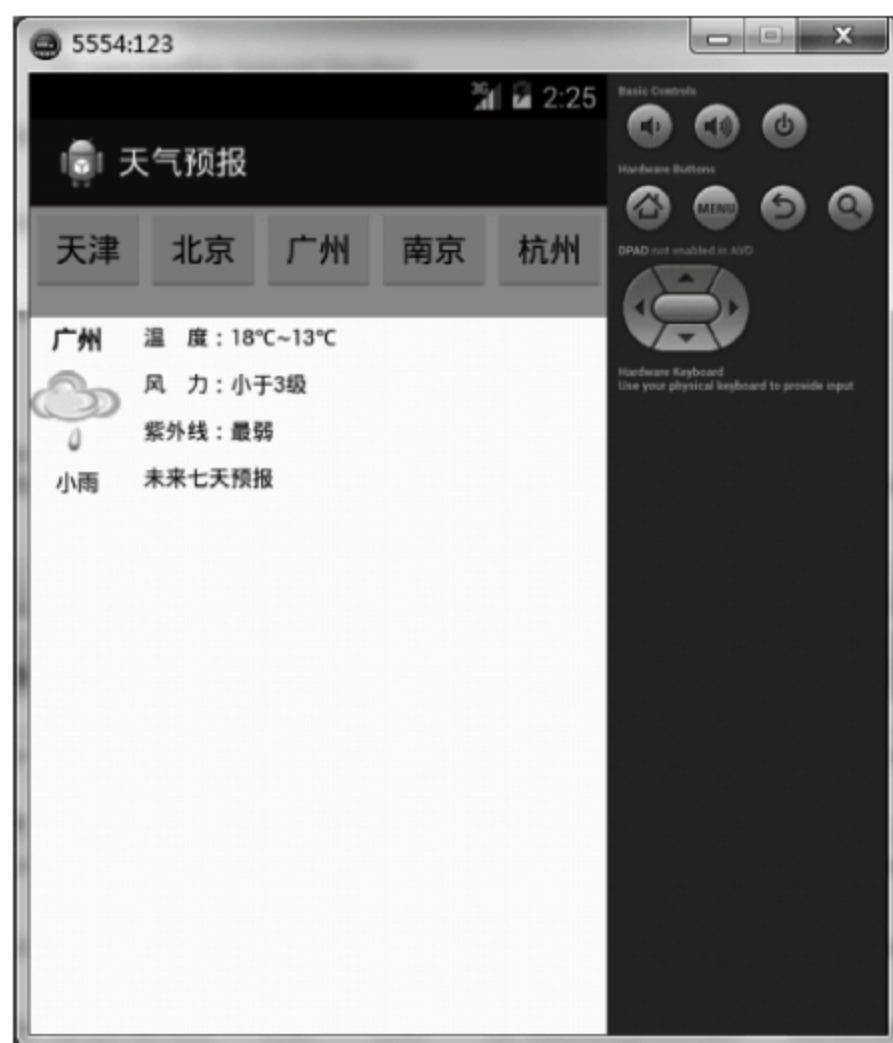 5554:123
3G 2:25
天气预报
天津 北京 广州 南京 杭州
广州
温 度：18℃~13℃
风 力：小于3级
紫外线：最弱
小雨
未来七天预报
Basic Controls
Hardware Buttons
MENU
DPAD not enabled in AVD
Hardware Keyboard
Use your physical keyboard to provide input